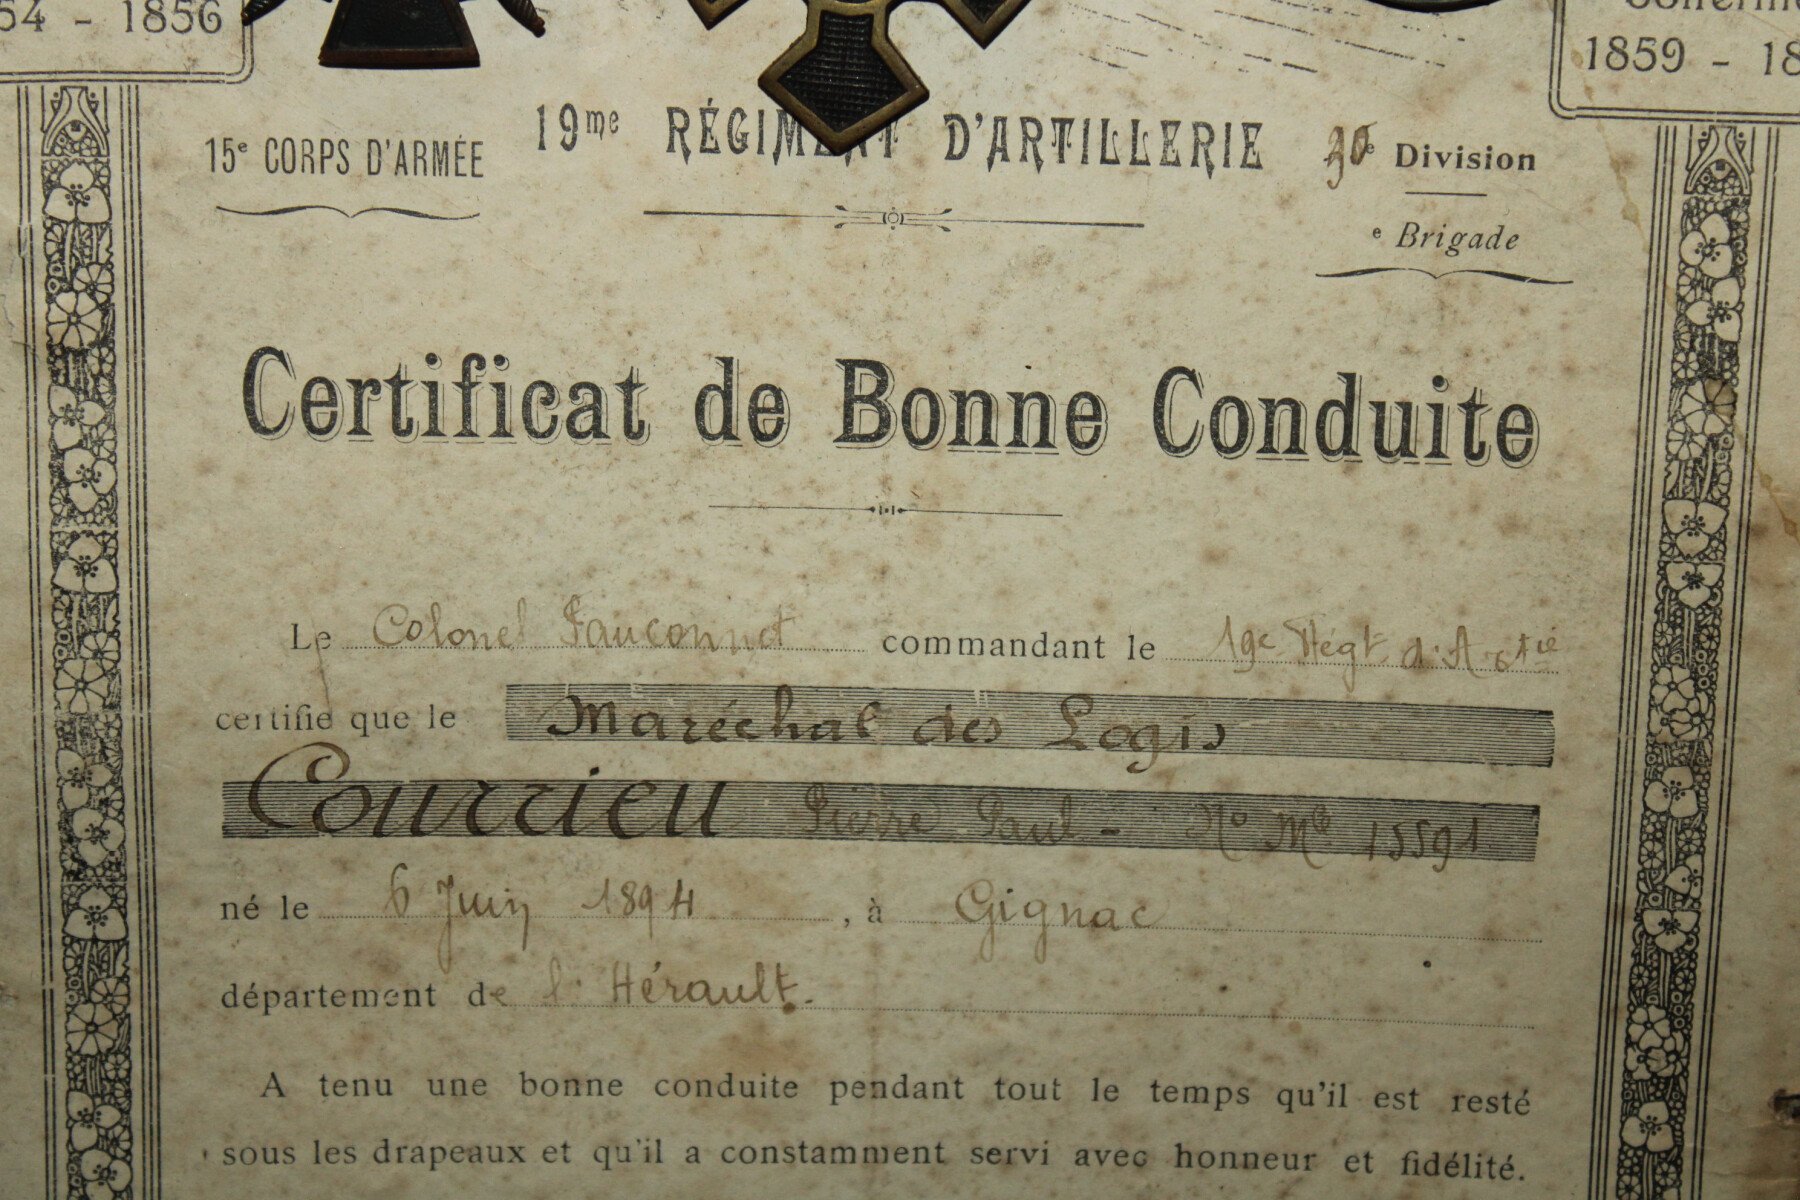 54 - 1856
1859 - 18
15e CORPS D'ARMÉE
19me RÉGIMENT D'ARTILLERIE
30e Division
e Brigade
Certificat de Bonne Conduite
Le Colonel Fauconnet commandant le 19e Régt d'Artie
certifie que le Maréchal des Logis
Courrieu Pierre Paul - No Mle 15591
né le 6 Juin 1894, à Gignac
département de l'Hérault.
A tenu une bonne conduite pendant tout le temps qu'il est resté
sous les drapeaux et qu'il a constamment servi avec honneur et fidélité.